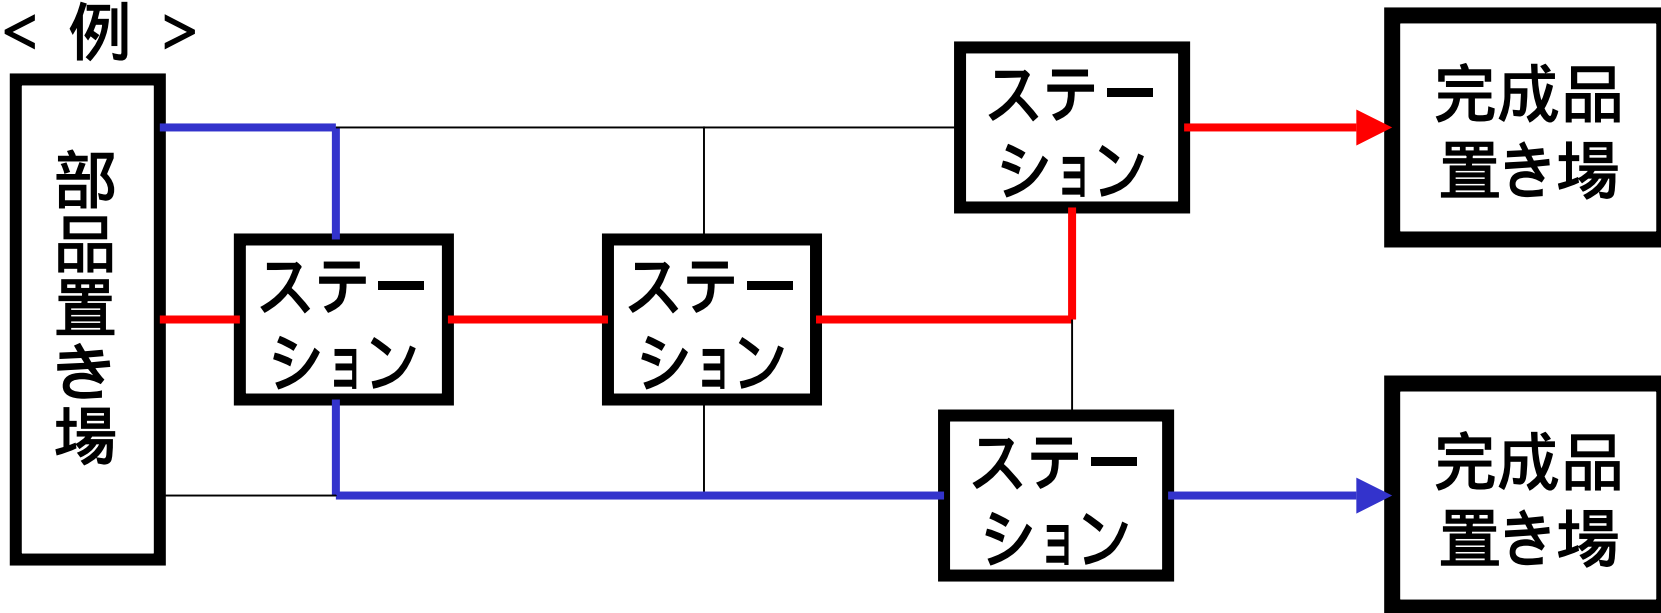 < 例 >
部品置き場
ステー
ション
ステー
ション
ステー
ション
ステー
ション
完成品
置き場
完成品
置き場